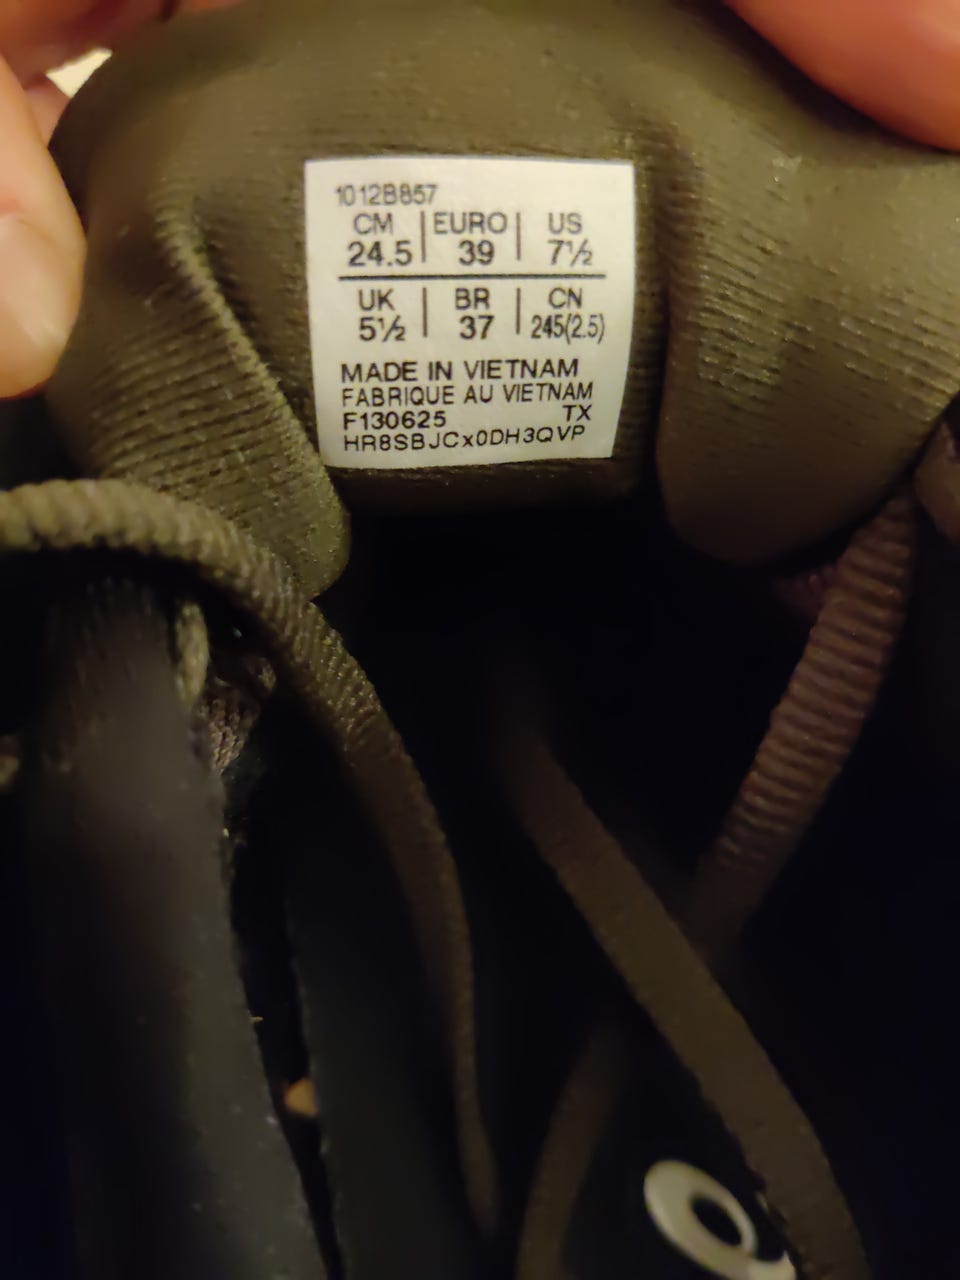 1012B857
CM | EURO | US
24.5 | 39 | 7½
UK | BR | CN
5½ | 37 | 245(2.5)
MADE IN VIETNAM
FABRIQUE AU VIETNAM
F130625 TX
HR8SBJCx0DH3QVP